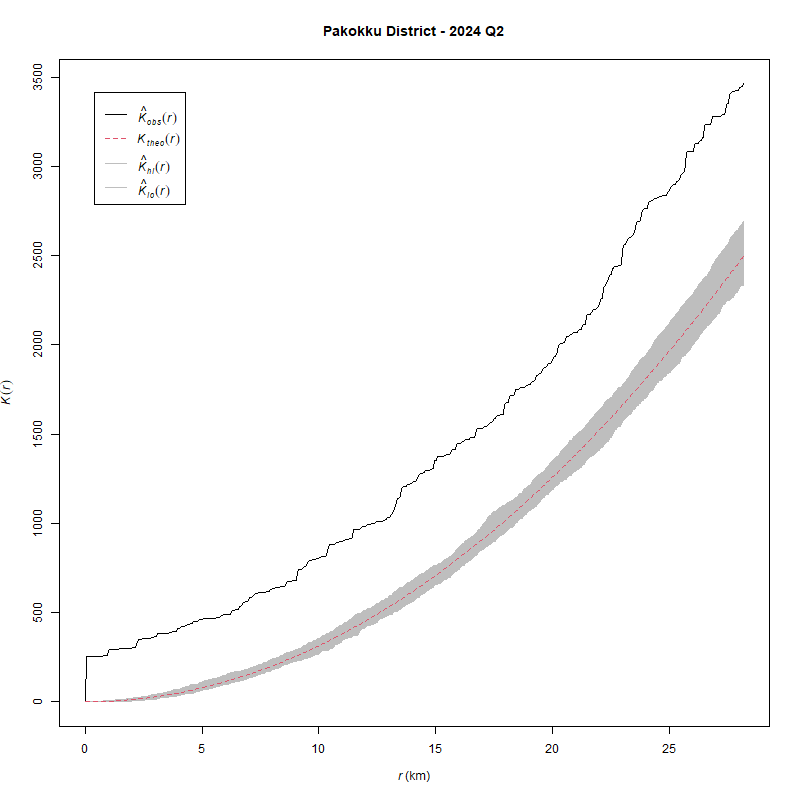 Pakokku District - 2024 Q2
K̂obs(r)
Ktheo(r)
K̂hi(r)
K̂lo(r)
K(r)
3500
3000
2500
2000
1500
1000
500
0
0 5 10 15 20 25
r (km)